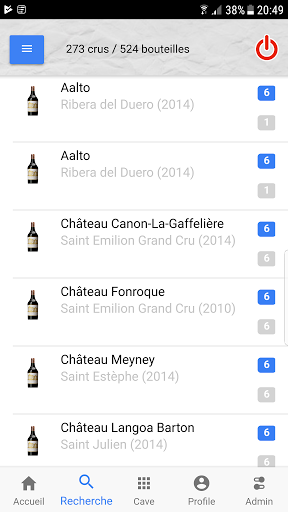 38% 20:49
273 crus / 524 bouteilles
Aalto
6
Ribera del Duero (2014)
1
Aalto
6
Ribera del Duero (2014)
1
Château Canon-La-Gaffelière
6
Saint Emilion Grand Cru (2014)
6
Château Fonroque
6
Saint Emilion Grand Cru (2010)
6
Château Meyney
6
Saint Estèphe (2014)
6
Château Langoa Barton
6
Saint Julien (2014)
6
Accueil Recherche Cave Profile Admin